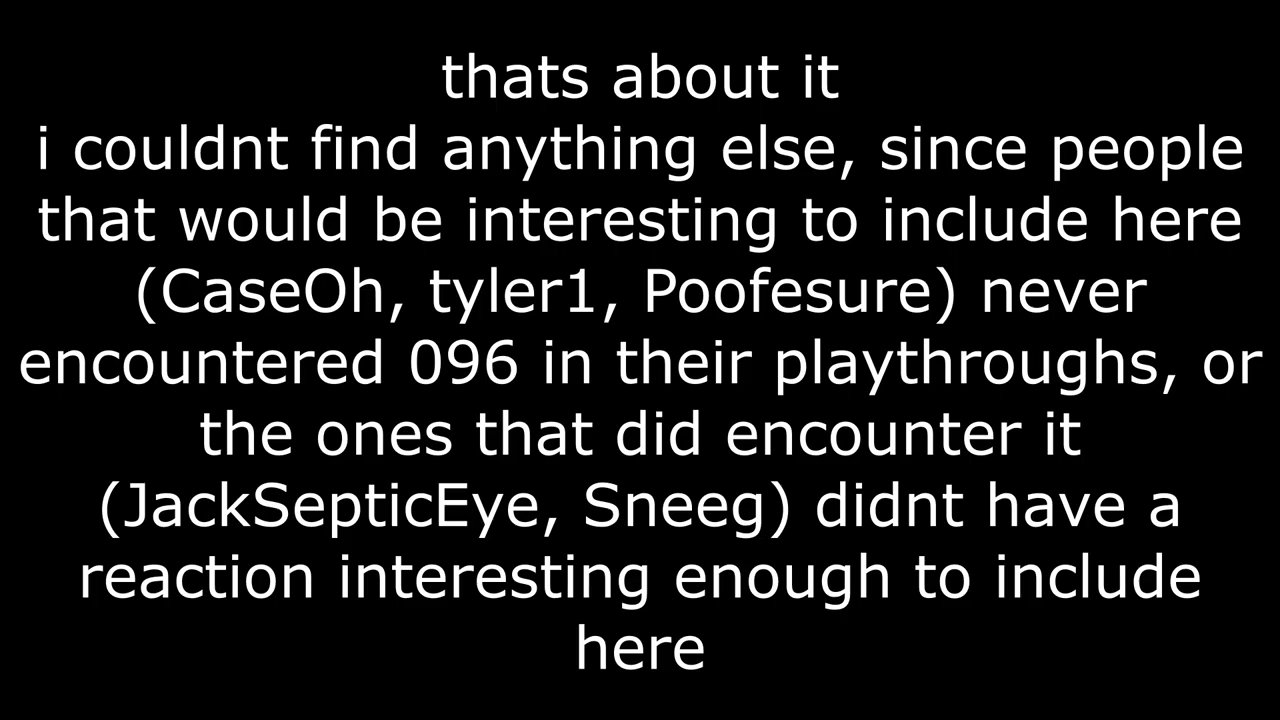 thats about it
i couldnt find anything else, since people
that would be interesting to include here
(CaseOh, tyler1, Poofesure) never
encountered 096 in their playthroughs, or
the ones that did encounter it
(JackSepticEye, Sneeg) didnt have a
reaction interesting enough to include
here